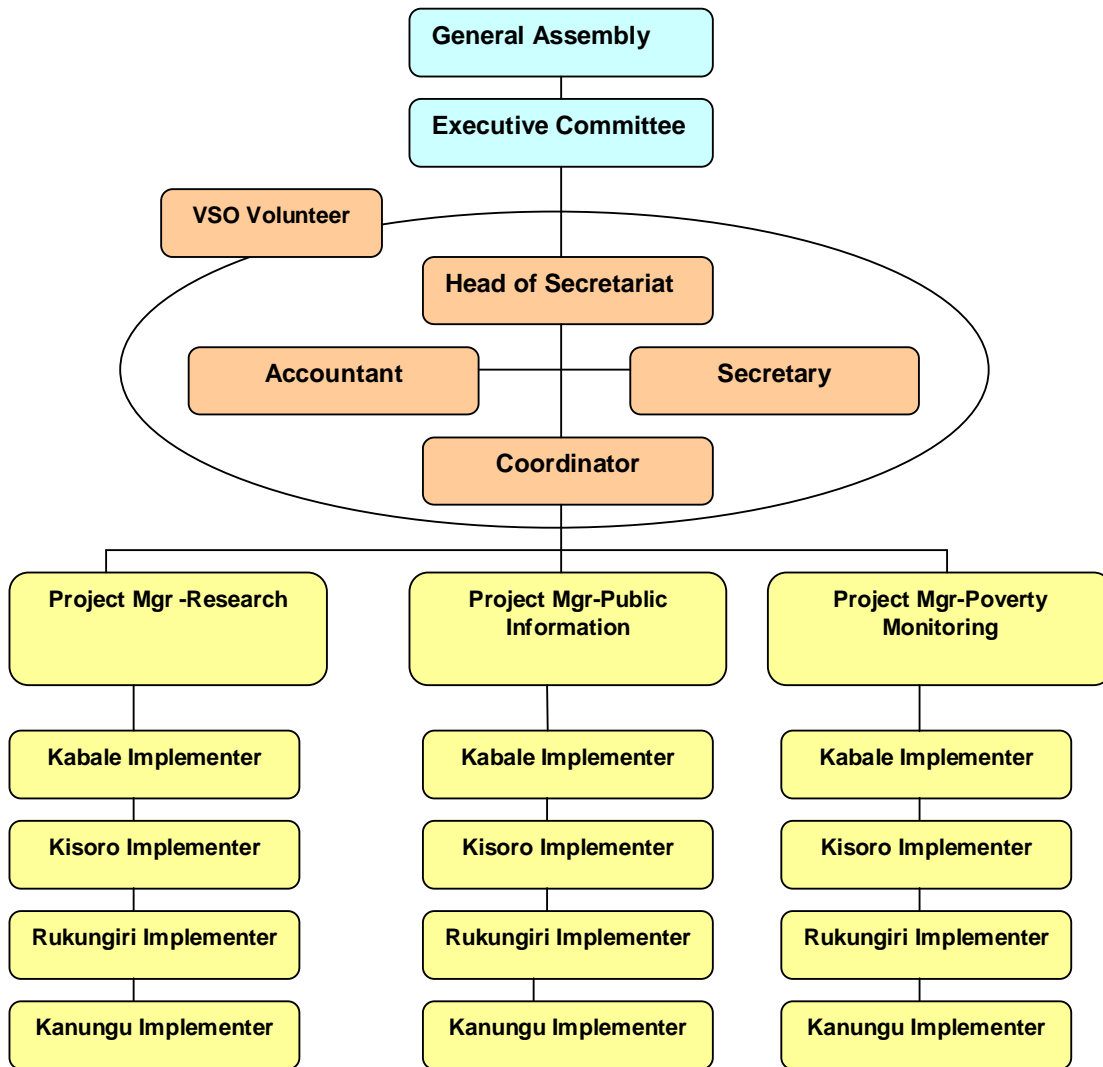 General Assembly
Executive Committee
VSO Volunteer
Head of Secretariat
Accountant
Secretary
Coordinator
Project Mgr -Research
Project Mgr-Public
Information
Project Mgr-Poverty
Monitoring
Kabale Implementer
Kabale Implementer
Kabale Implementer
Kisoro Implementer
Kisoro Implementer
Kisoro Implementer
Rukungiri Implementer
Rukungiri Implementer
Rukungiri Implementer
Kanungu Implementer
Kanungu Implementer
Kanungu Implementer